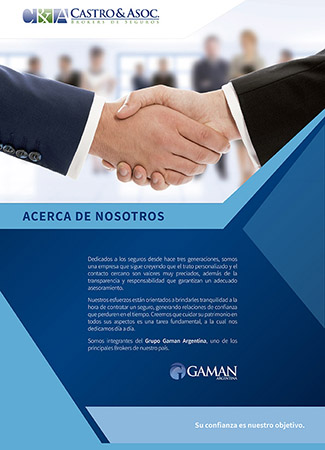 C&A CASTRO & ASOC.
BROKERS DE SEGUROS
ACERCA DE NOSOTROS
Dedicados a los seguros desde hace tres generaciones, somos
una empresa que sigue creyendo que el trato personalizado y el
contacto cercano son valores muy preciados, además de la
transparencia y responsabilidad que garantizan un adecuado
asesoramiento.
Nuestros esfuerzos están orientados a brindarles tranquilidad a la
hora de contratar un seguro, generando relaciones de confianza
que perduren en el tiempo. Creemos que cuidar su patrimonio en
todos sus aspectos es una tarea fundamental, a la cual nos
dedicamos día a día.
Somos integrantes del Grupo Gaman Argentina, uno de los
principales Brokers de nuestro país.
GAMAN
ARGENTINA
Su confianza es nuestro objetivo.